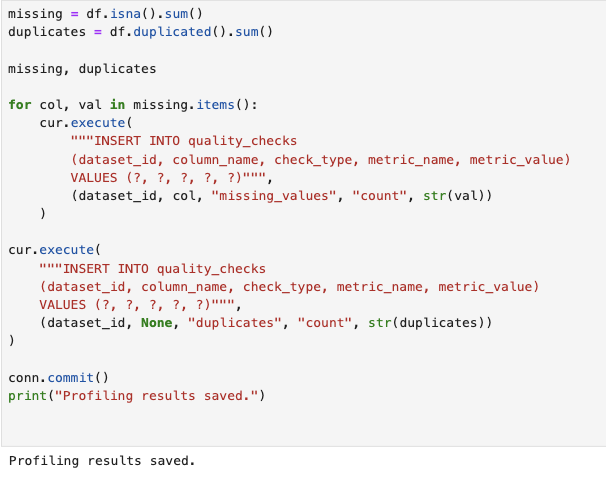 missing = df.isna().sum()
duplicates = df.duplicated().sum()
missing, duplicates
for col, val in missing.items():
    cur.execute(
        """INSERT INTO quality_checks
        (dataset_id, column_name, check_type, metric_name, metric_value)
        VALUES (?, ?, ?, ?, ?)""",
        (dataset_id, col, "missing_values", "count", str(val))
    )
cur.execute(
    """INSERT INTO quality_checks
    (dataset_id, column_name, check_type, metric_name, metric_value)
    VALUES (?, ?, ?, ?, ?)""",
    (dataset_id, None, "duplicates", "count", str(duplicates))
)
conn.commit()
print("Profiling results saved.")
Profiling results saved.